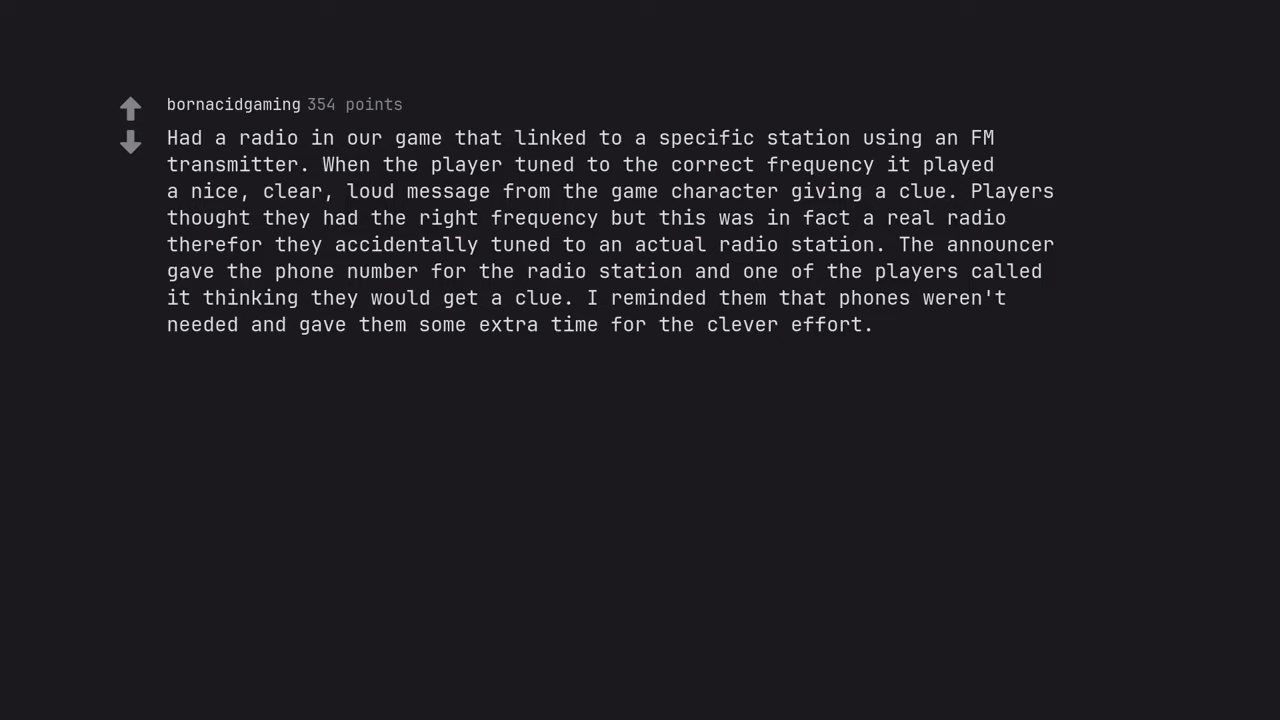 bornacidgaming 354 points
Had a radio in our game that linked to a specific station using an FM
transmitter. When the player tuned to the correct frequency it played
a nice, clear, loud message from the game character giving a clue. Players
thought they had the right frequency but this was in fact a real radio
therefor they accidentally tuned to an actual radio station. The announcer
gave the phone number for the radio station and one of the players called
it thinking they would get a clue. I reminded them that phones weren't
needed and gave them some extra time for the clever effort.